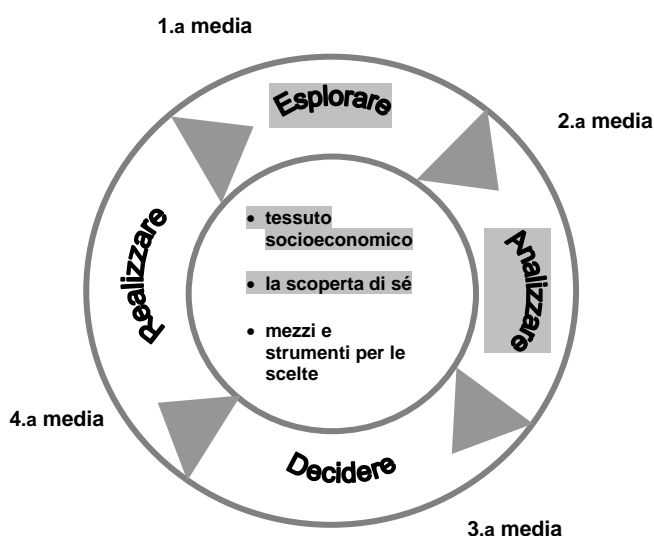 1.a media
Esplorare
2.a media
Analizzare
3.a media
Decidere
4.a media
Realizzare
• tessuto
socioeconomico
• la scoperta di sé
• mezzi e
strumenti per le
scelte